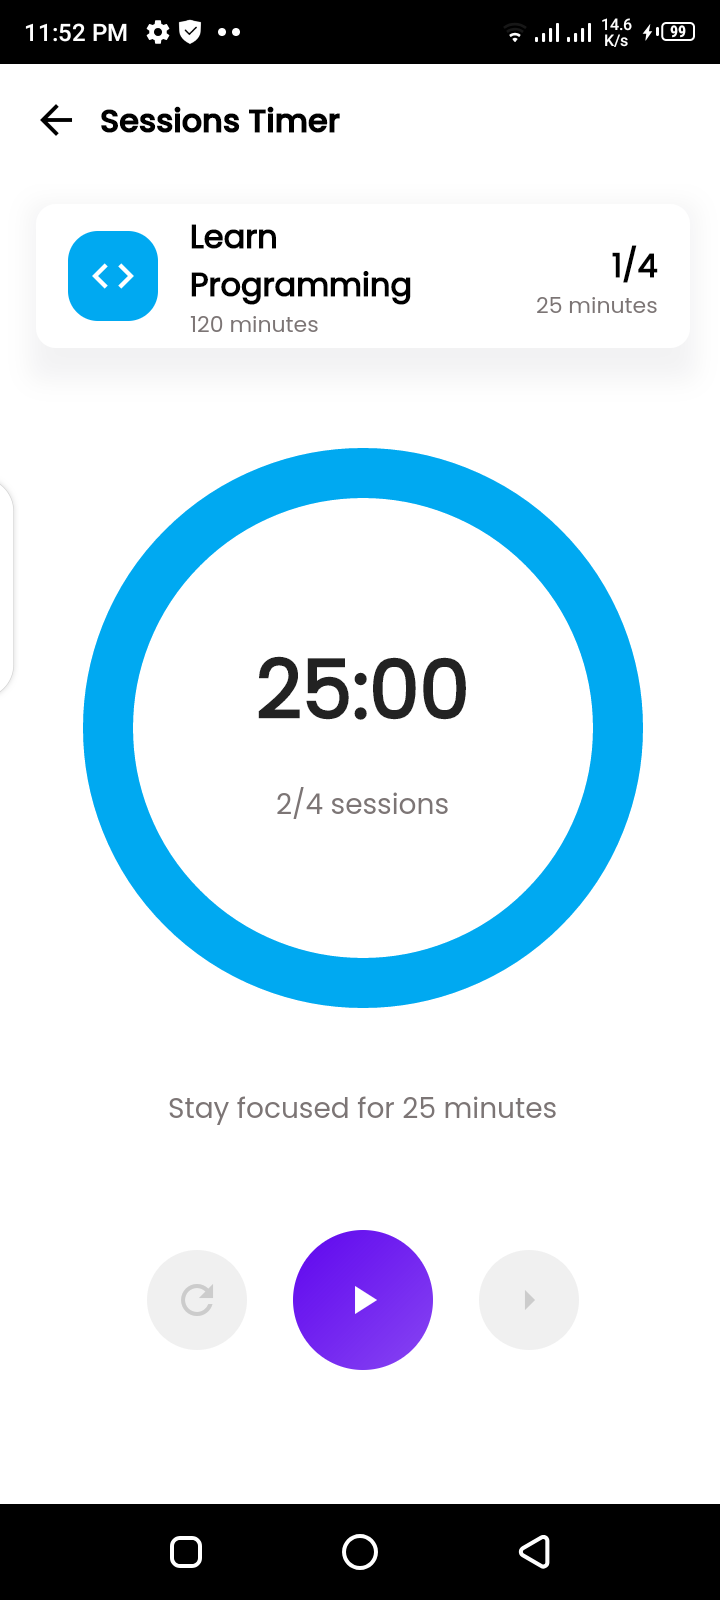 11:52 PM
14.6
K/s
99
Sessions Timer
Learn
Programming
120 minutes
1/4
25 minutes
25:00
2/4 sessions
Stay focused for 25 minutes